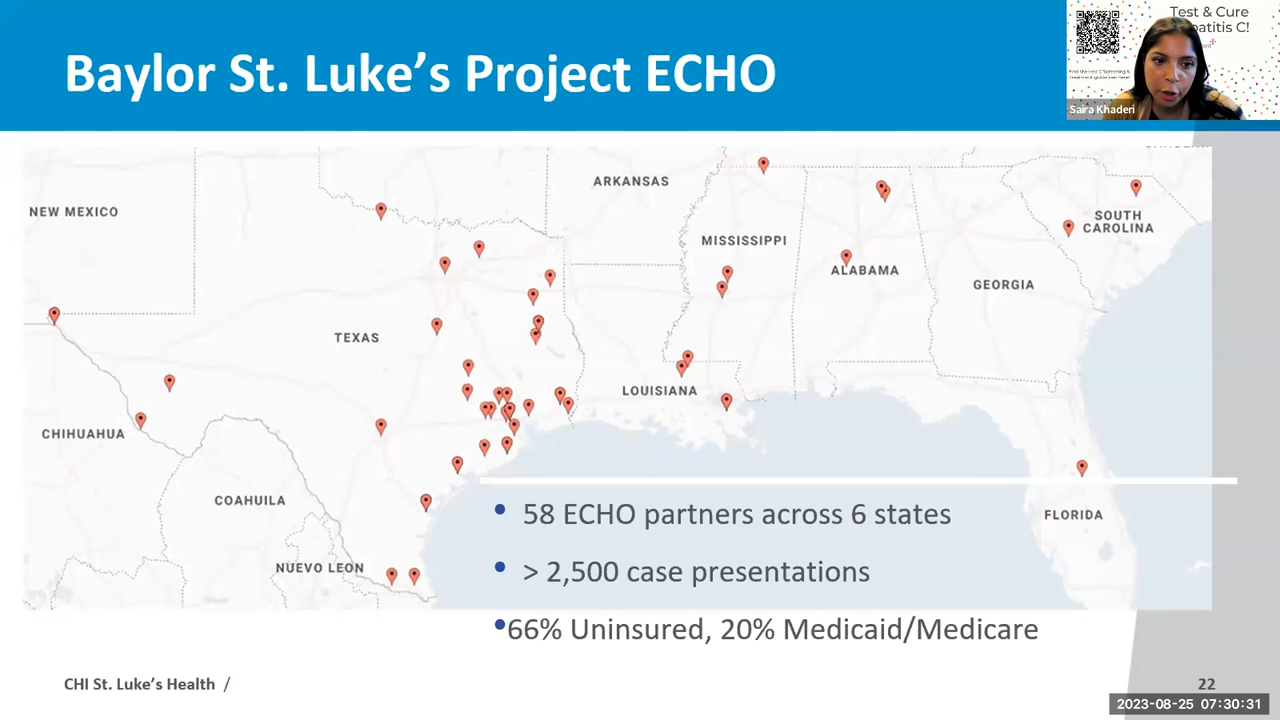 Baylor St. Luke's Project ECHO
Test & Cure
Hepatitis C!
Saira Khaderi
ARKANSAS
NEW MEXICO
SOUTH
CAROLINA
MISSISSIPPI
ALABAMA
GEORGIA
TEXAS
LOUISIANA
CHIHUAHUA
COAHUILA
FLORIDA
NUEVO LEON
• 58 ECHO partners across 6 states
• > 2,500 case presentations
•66% Uninsured, 20% Medicaid/Medicare
CHI St. Luke's Health /
22
2023-08-25 07:30:31